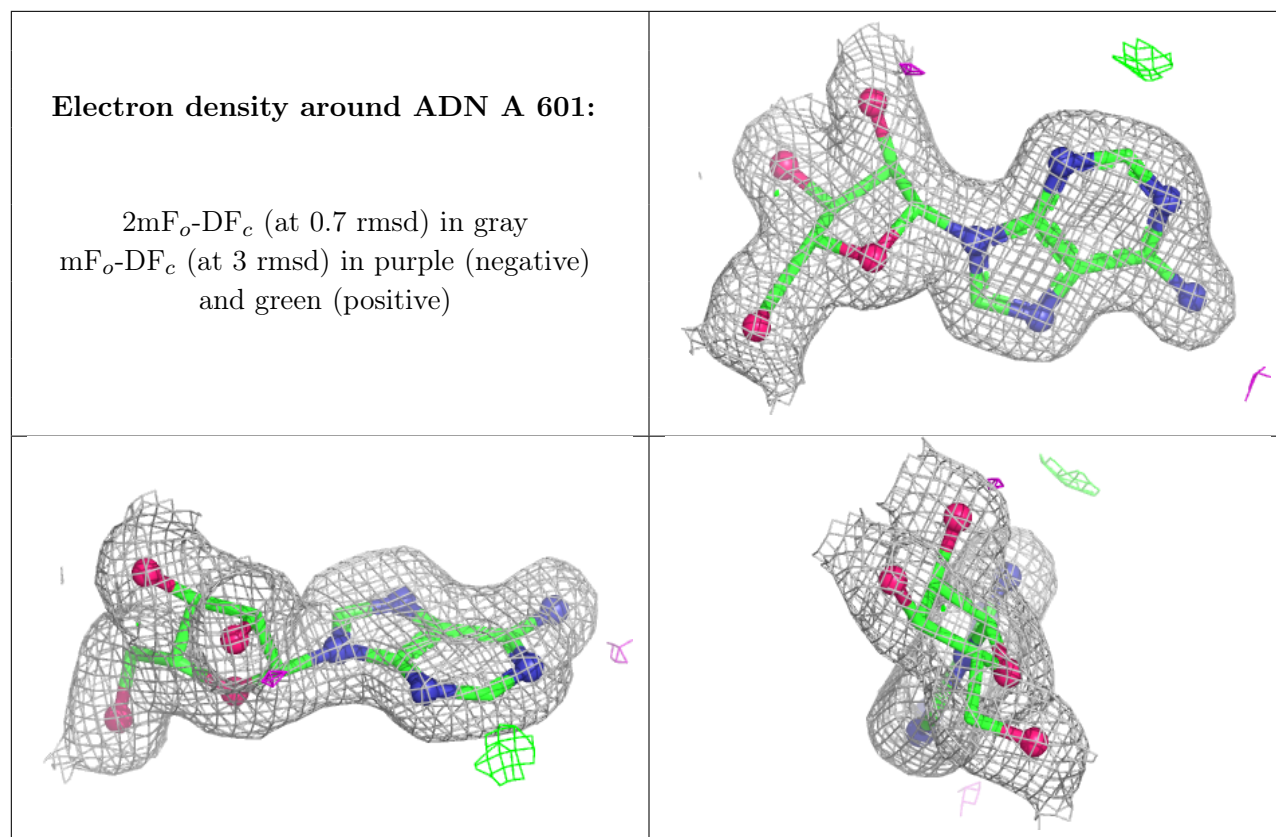 Electron density around ADN A 601:
2mFo-DFc (at 0.7 rmsd) in gray
mFo-DFc (at 3 rmsd) in purple (negative)
and green (positive)